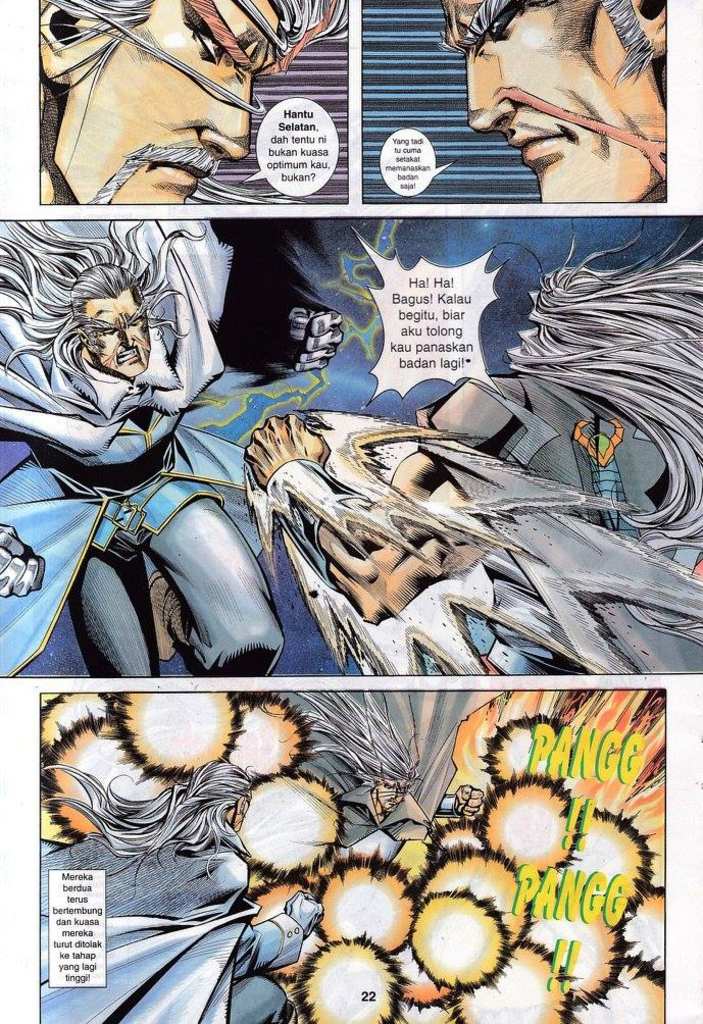 Hantu
Selatan,
dah tentu ni
bukan kuasa
optimum kau,
bukan?
Yang tadi
tu cuma
setakat
memanaskan
badan
saja!
Ha! Ha!
Bagus! Kalau
begitu, biar
aku tolong
kau panaskan
badan lagi!
PANGG
!!
PANGG
!!
Mereka
berdua
terus
bertembung
dan kuasa
mereka
turut ditolak
ke tahap
yang lagi
tinggi!
22